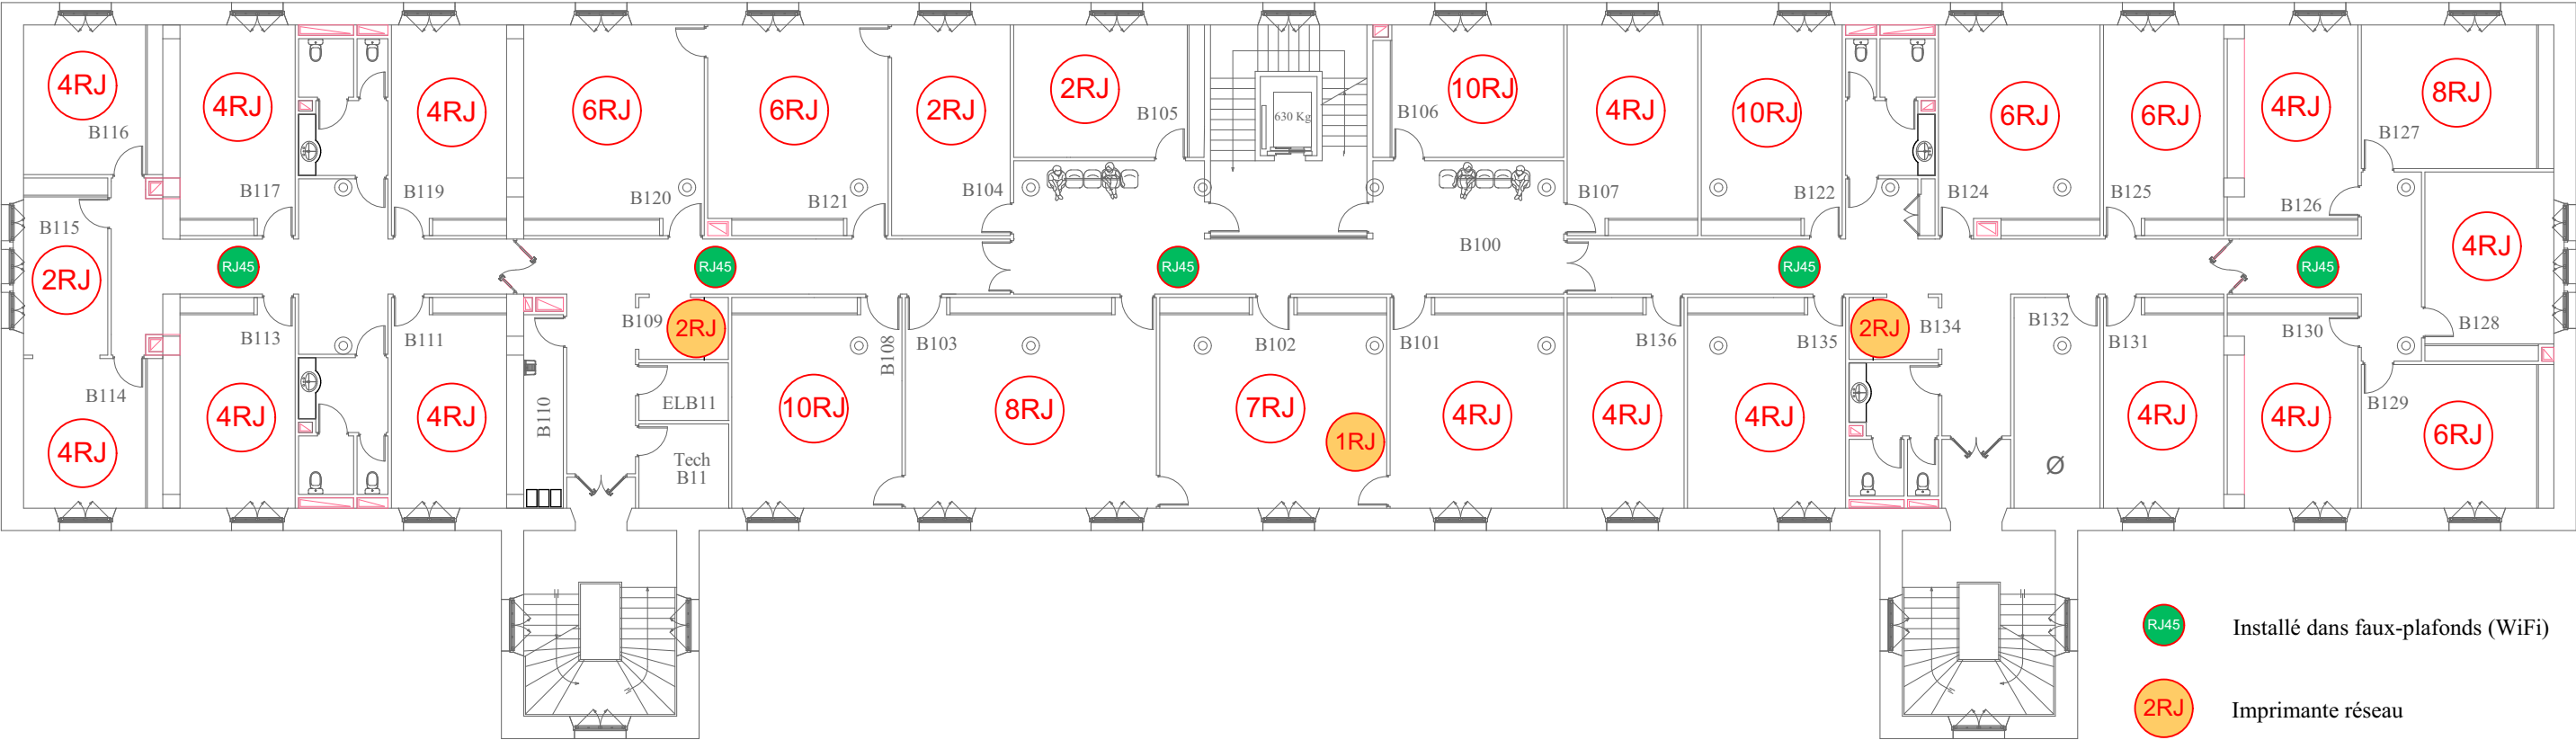 4RJ
B116
4RJ
B117
4RJ
B119
6RJ
B120
6RJ
B121
2RJ
B104
2RJ
B105
630 Kg
10RJ
B106
4RJ
B107
10RJ
B122
6RJ
B124
6RJ
B125
4RJ
B126
8RJ
B127
B115
2RJ
RJ45
RJ45
RJ45
B100
RJ45
RJ45
4RJ
B128
B114
4RJ
B113
4RJ
B111
4RJ
B110
B109
2RJ
ELB11
Tech
B11
B108
10RJ
B103
8RJ
B102
7RJ
1RJ
B101
4RJ
B136
4RJ
B135
4RJ
2RJ
B134
B132
Ø
B131
4RJ
B130
4RJ
B129
6RJ
RJ45 Installé dans faux-plafonds (WiFi)
2RJ Imprimante réseau